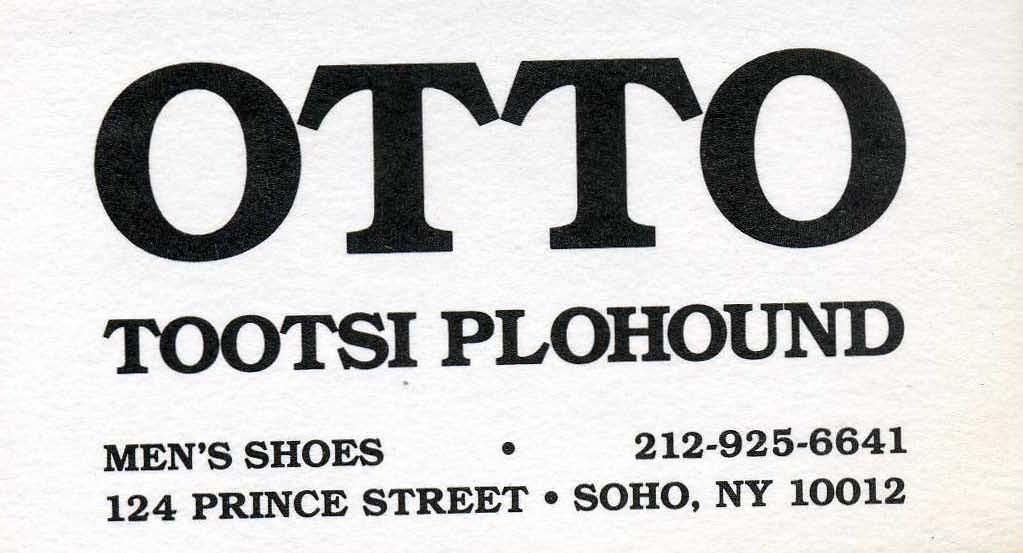 OTTO
TOOTSI PLOHOUND
MEN'S SHOES • 212-925-6641
124 PRINCE STREET • SOHO, NY 10012